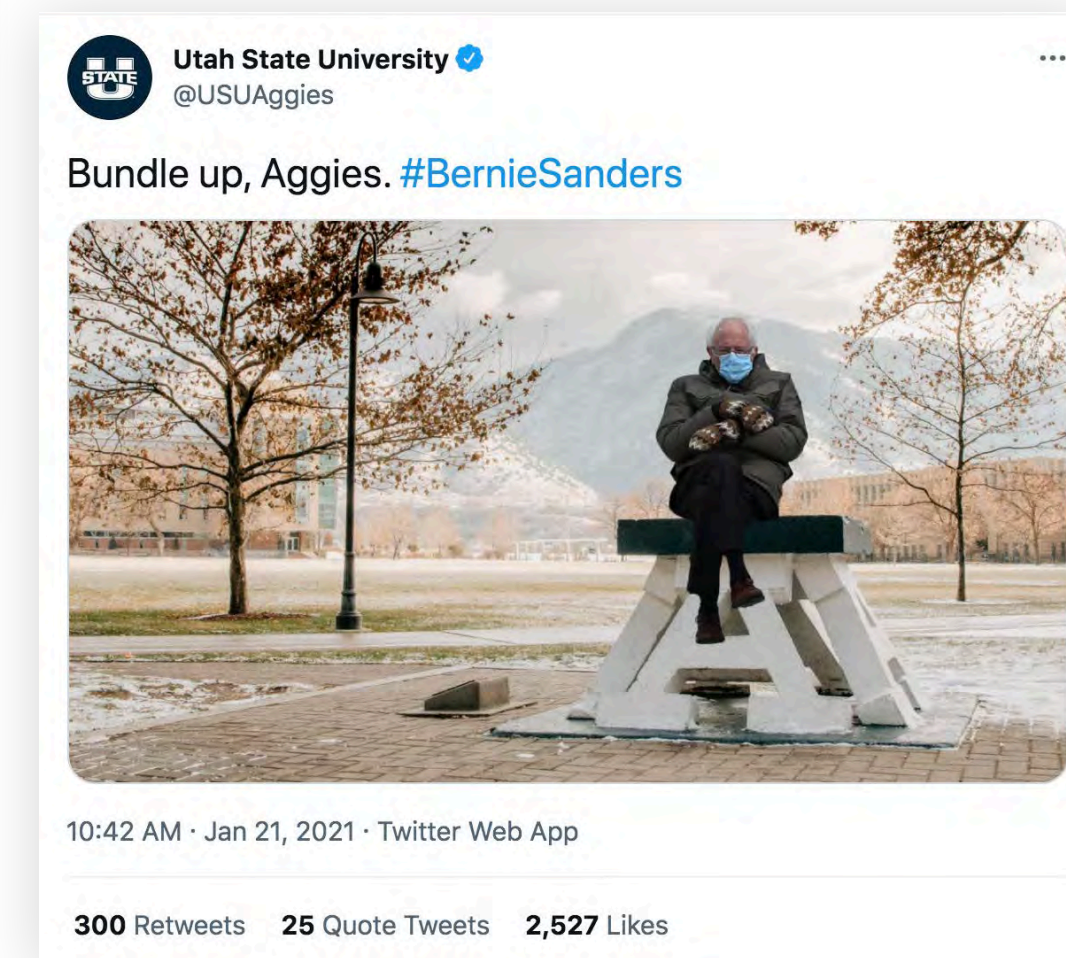 STATE
Utah State University
@USUAggies
Bundle up, Aggies. #BernieSanders
10:42 AM · Jan 21, 2021 · Twitter Web App
300 Retweets 25 Quote Tweets 2,527 Likes